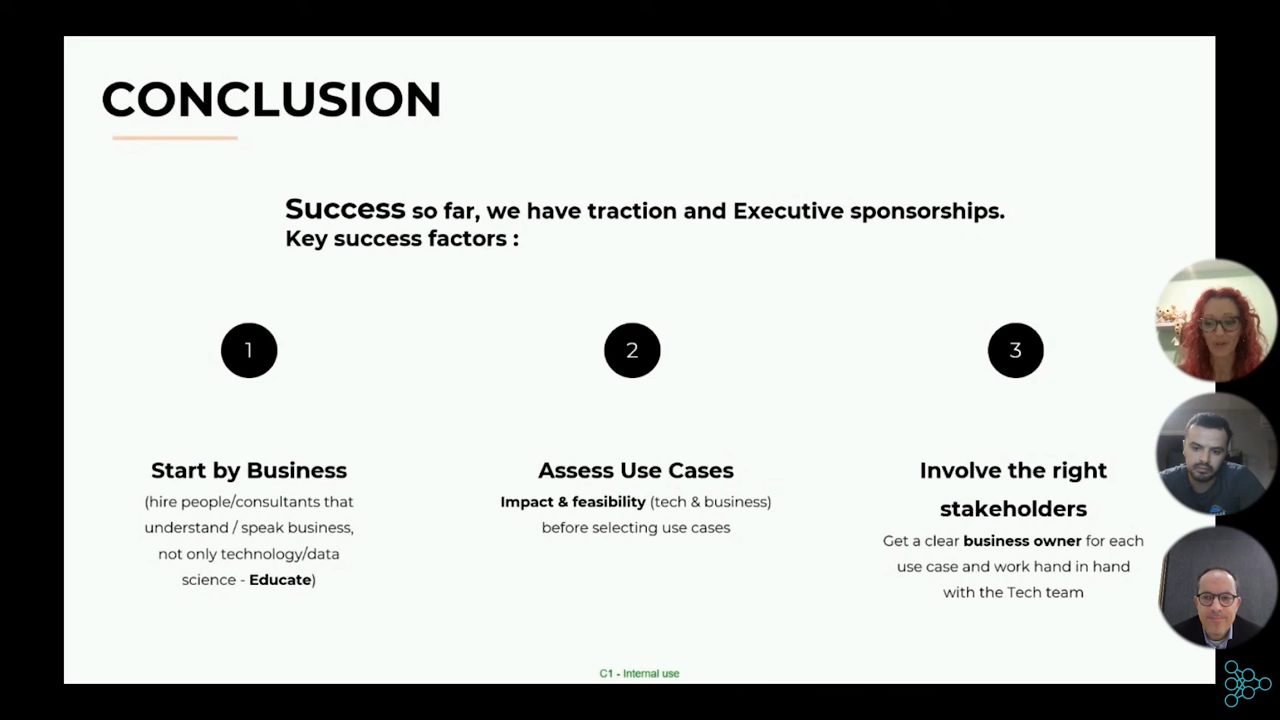 CONCLUSION
Success so far, we have traction and Executive sponsorships.
Key success factors :
1
Start by Business
(hire people/consultants that
understand / speak business,
not only technology/data
science - Educate)
2
Assess Use Cases
Impact & feasibility (tech & business)
before selecting use cases
3
Involve the right
stakeholders
Get a clear business owner for each
use case and work hand in hand
with the Tech team
C1 - Internal use